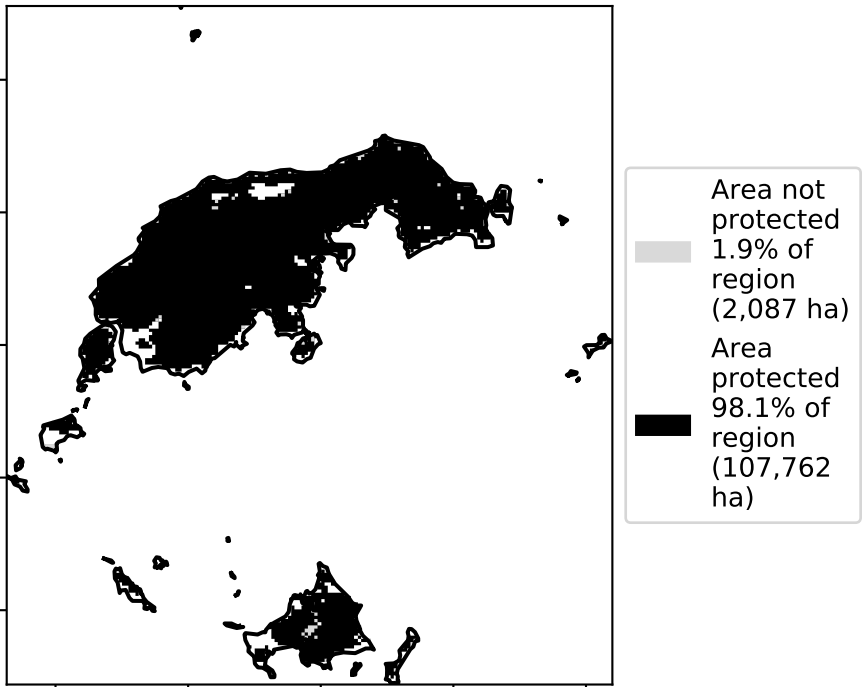 Area not
protected
1.9% of
region
(2,087 ha)
Area
protected
98.1% of
region
(107,762
ha)